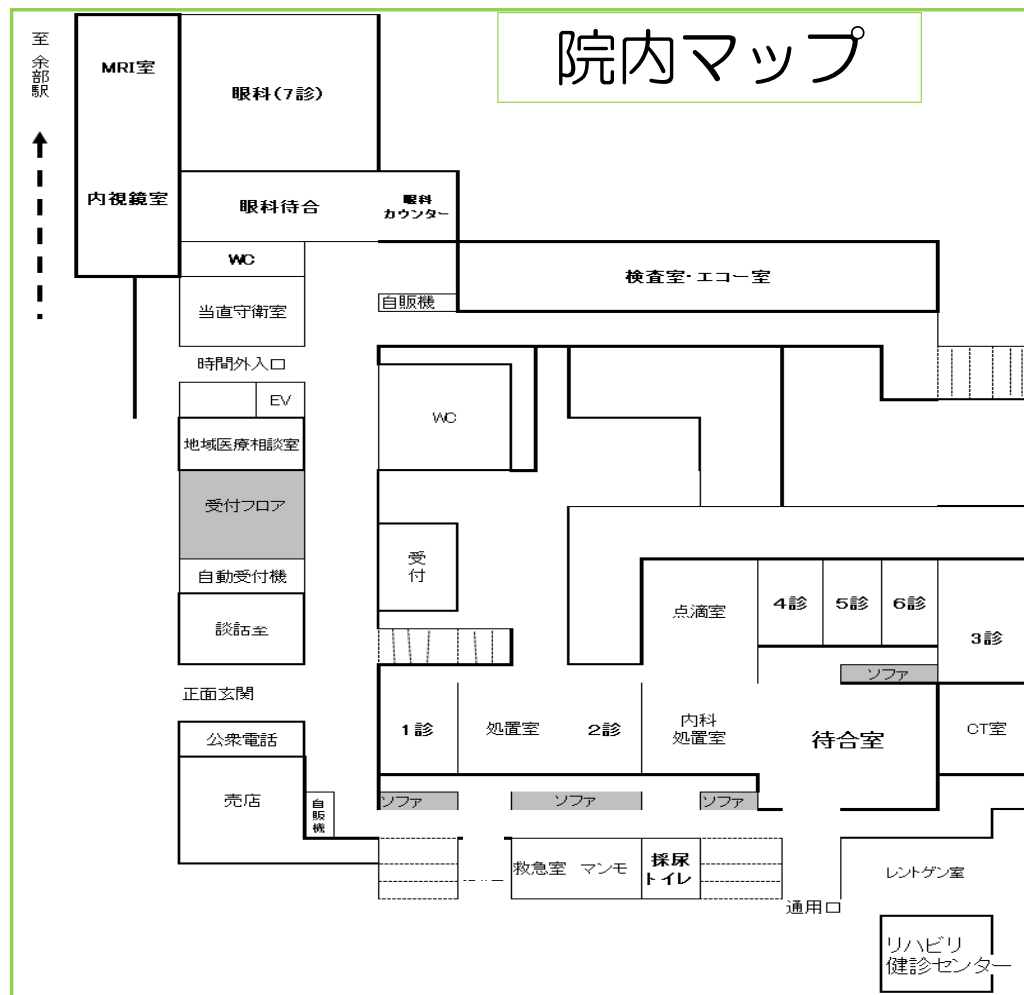 院内マップ
至 余部駅
MRI室
眼科(7診)
内視鏡室
眼科待合
眼科
カウンター
WC
検査室・エコー室
当直守衛室
自販機
時間外入口
EV
WC
地域医療相談室
受付フロア
受付
自動受付機
談話室
点滴室
4診
5診
6診
3診
ソファ
正面玄関
1診
処置室
2診
内科
処置室
待合室
CT室
公衆電話
売店
自販機
ソファ
ソファ
ソファ
救急室
マンモ
採尿
トイレ
レントゲン室
通用口
リハビリ
健診センター